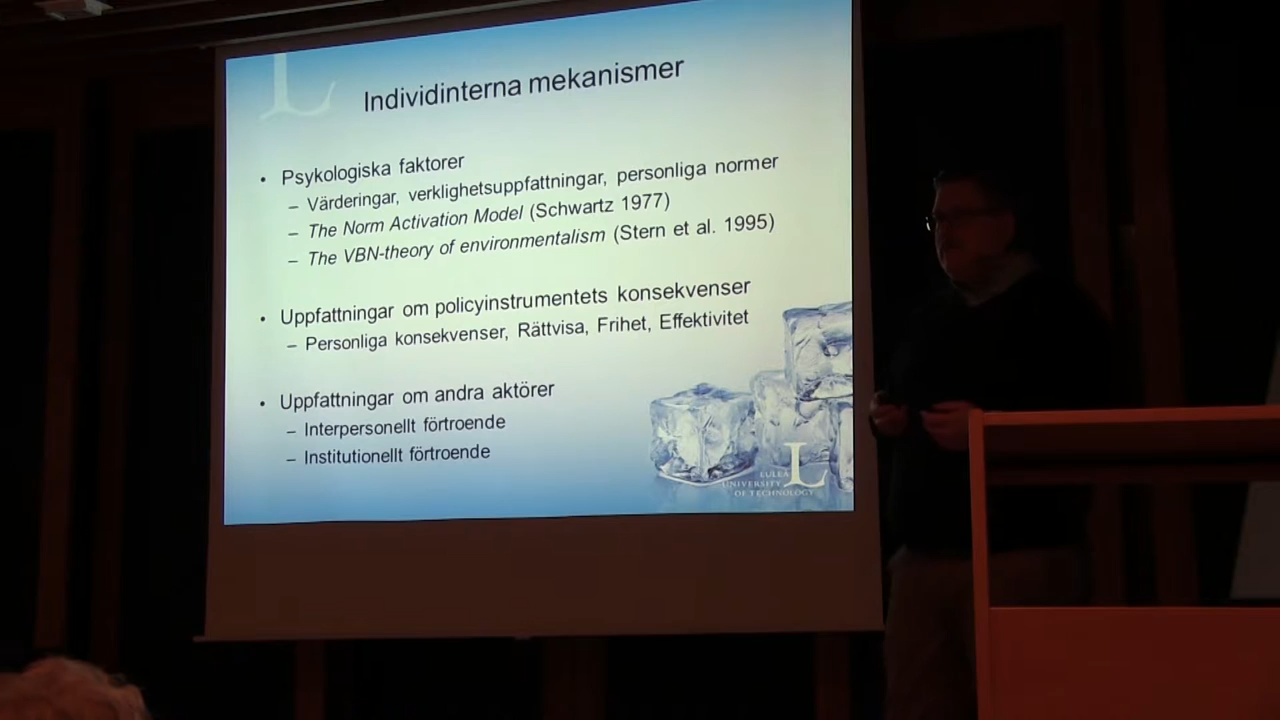 L
Individinterna mekanismer
• Psykologiska faktorer
– Värderingar, verklighetsuppfattningar, personliga normer
– The Norm Activation Model (Schwartz 1977)
– The VBN-theory of environmentalism (Stern et al. 1995)
• Uppfattningar om policyinstrumentets konsekvenser
– Personliga konsekvenser, Rättvisa, Frihet, Effektivitet
• Uppfattningar om andra aktörer
– Interpersonellt förtroende
– Institutionellt förtroende
L
LULEÅ
UNIVERSITY
OF TECHNOLOGY